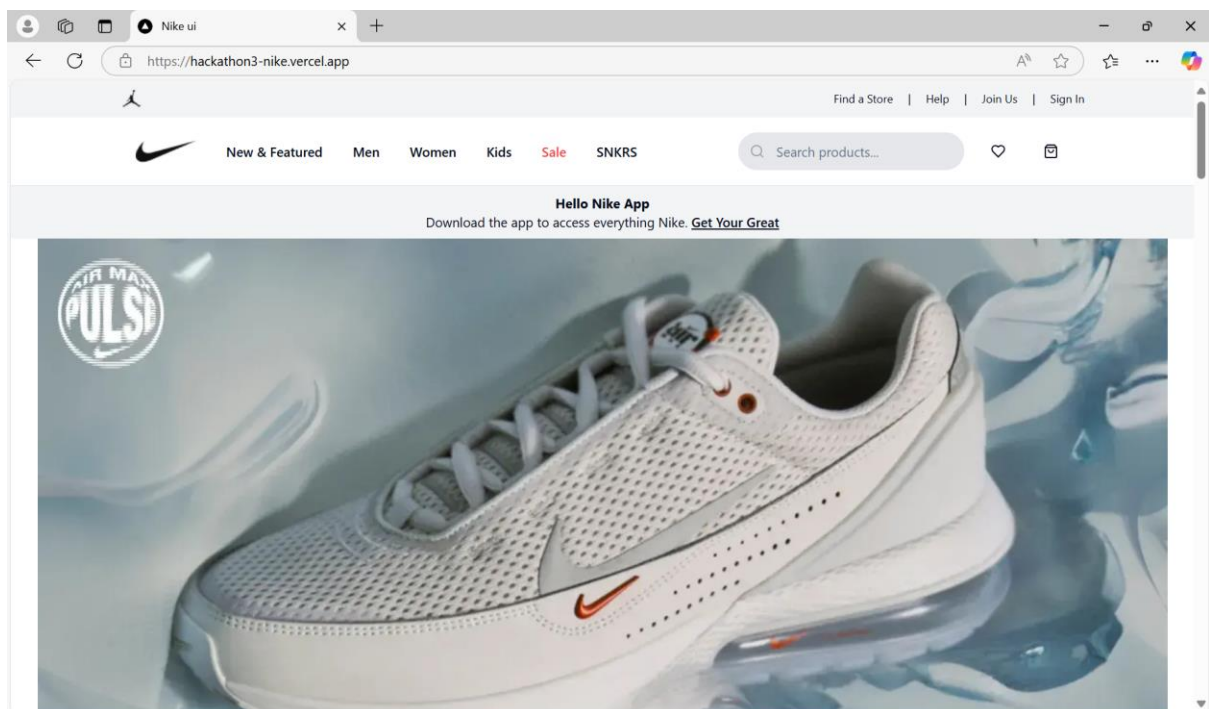 Nike ui
https://hackathon3-nike.vercel.app
Find a Store | Help | Join Us | Sign In
New & Featured Men Women Kids Sale SNKRS Search products...
Hello Nike App
Download the app to access everything Nike. Get Your Great
AIR MAX
PULSE
air